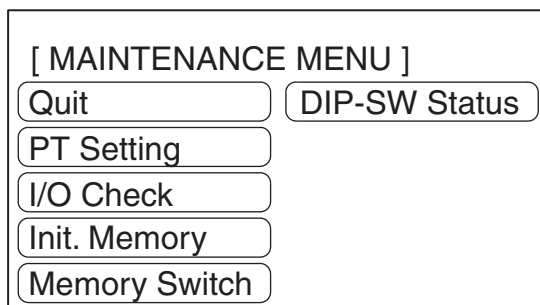 [ MAINTENANCE MENU ]
Quit DIP-SW Status
PT Setting
I/O Check
Init. Memory
Memory Switch